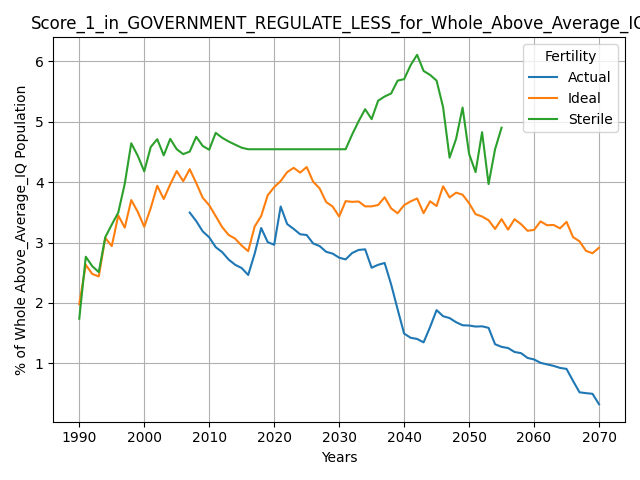 Score_1_in_GOVERNMENT_REGULATE_LESS_for_Whole_Above_Average_IQ
Fertility
Actual
Ideal
Sterile
% of Whole Above_Average_IQ Population
6
5
4
3
2
1
1990 2000 2010 2020 2030 2040 2050 2060 2070
Years